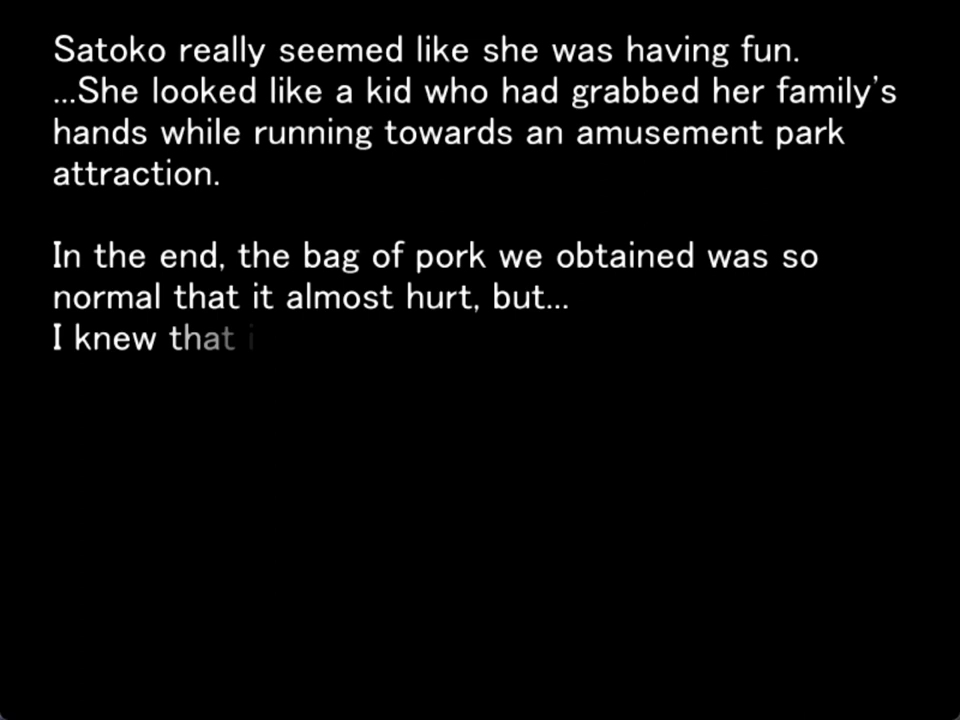 Satoko really seemed like she was having fun.
...She looked like a kid who had grabbed her family's
hands while running towards an amusement park
attraction.
In the end, the bag of pork we obtained was so
normal that it almost hurt, but...
I knew that i